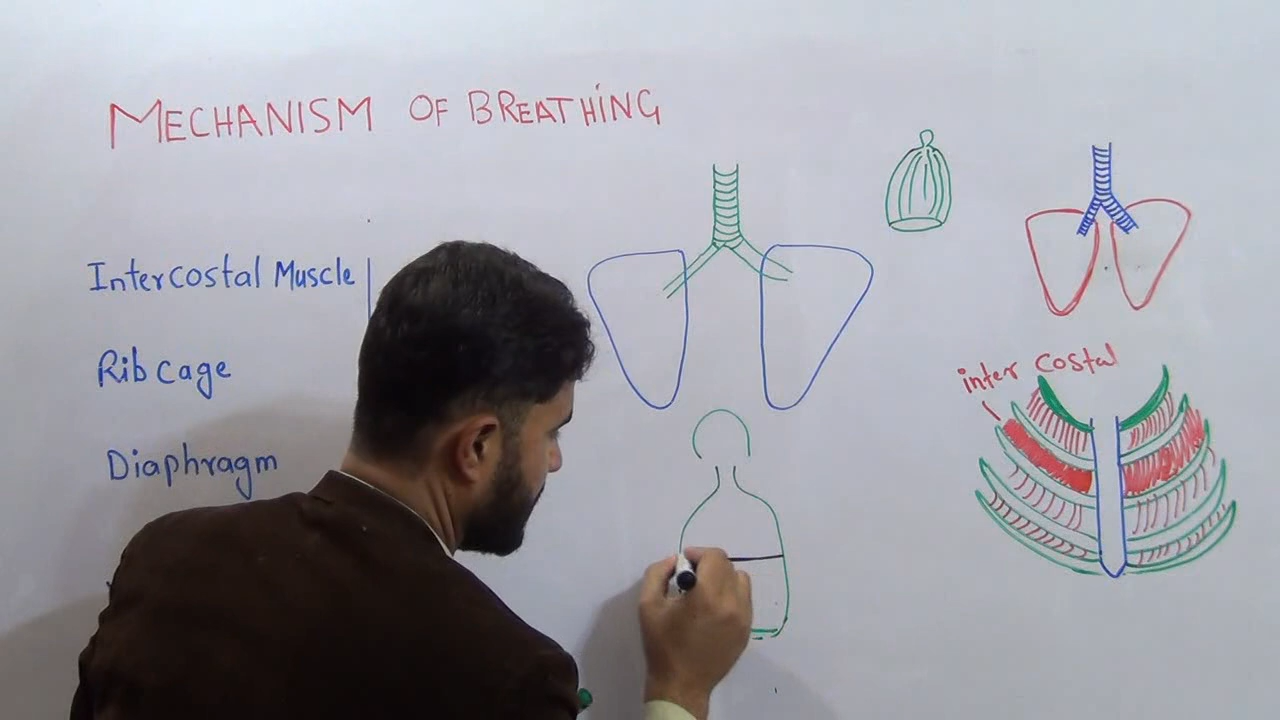 MECHANISM OF BREATHING
Intercostal Muscle
Rib cage
Diaphragm
inter costal